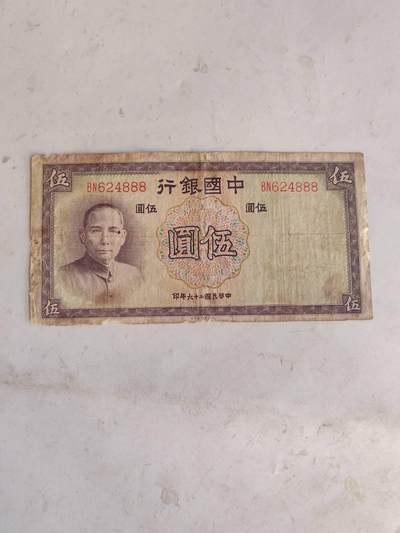 伍 伍
BN624888 中國銀行 BN624888
伍圓 伍圓
伍圓
中華民國二十六年印
伍 伍